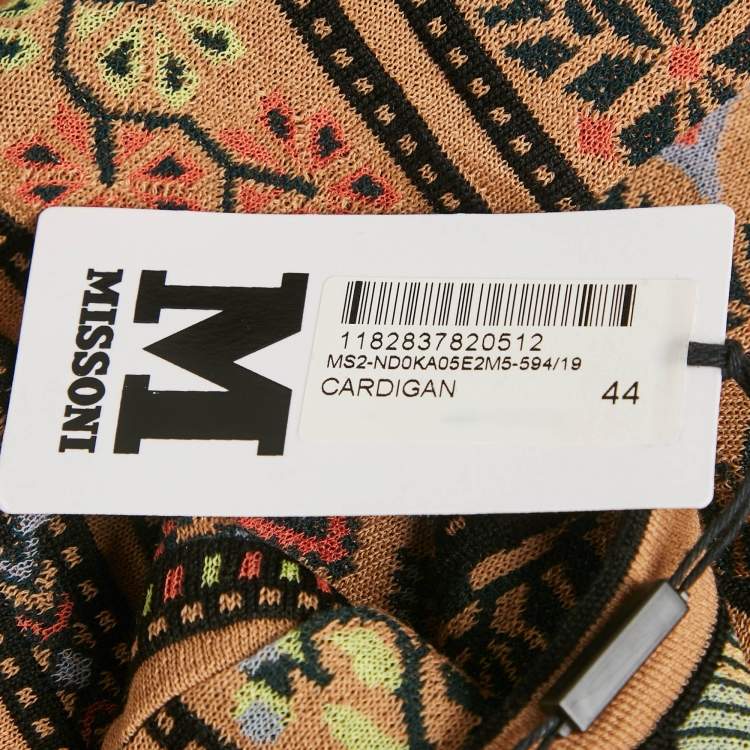 M
MISSONI
1182837820512
MS2-ND0KA05E2M5-594/19
CARDIGAN 44